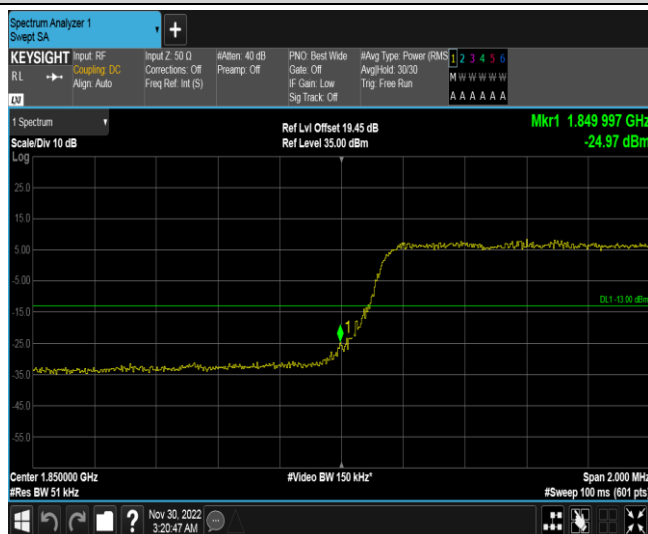 Spectrum Analyzer 1
Swept SA
+
KEYSIGHT
RL
Input: RF
Coupling: DC
Align: Auto
Input Z: 50 Ω
Corrections: Off
Freq Ref: Int (S)
#Atten: 40 dB
Preamp: Off
PNO: Best Wide
Gate: Off
IF Gain: Low
Sig Track: Off
#Avg Type: Power (RMS
Avg|Hold: 30/30
Trig: Free Run
1 2 3 4 5 6
M W W W W W
A A A A A A
1 Spectrum
Scale/Div 10 dB
Ref Lvl Offset 19.45 dB
Ref Level 35.00 dBm
Mkr1 1.849 997 GHz
-24.97 dBm
Log
25.0
15.0
5.00
-5.00
-15.0
-25.0
-35.0
-45.0
-55.0
1
DL1 -13.00 dBm
Center 1.850000 GHz
#Res BW 51 kHz
#Video BW 150 kHz*
Span 2.000 MHz
#Sweep 100 ms (601 pts)
?
Nov 30, 2022
3:20:47 AM